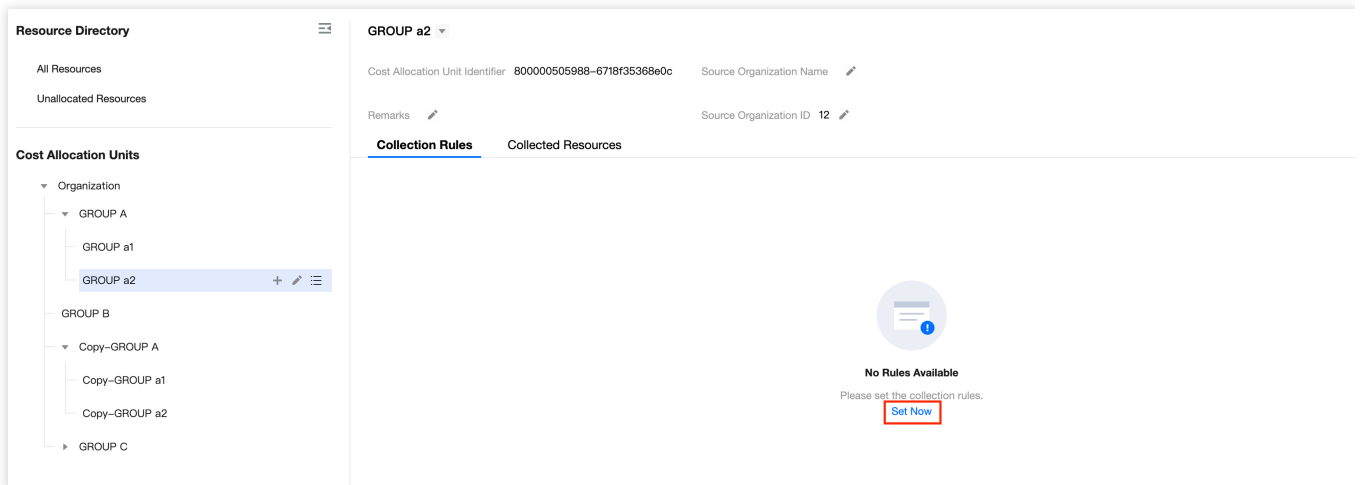 Resource Directory
All Resources
Unallocated Resources
Cost Allocation Units
Organization
GROUP A
GROUP a1
GROUP a2
GROUP B
Copy-GROUP A
Copy-GROUP a1
Copy-GROUP a2
GROUP C
GROUP a2
Cost Allocation Unit Identifier 800000505988-6718f35368e0c Source Organization Name
Remarks Source Organization ID 12
Collection Rules Collected Resources
No Rules Available
Please set the collection rules.
Set Now